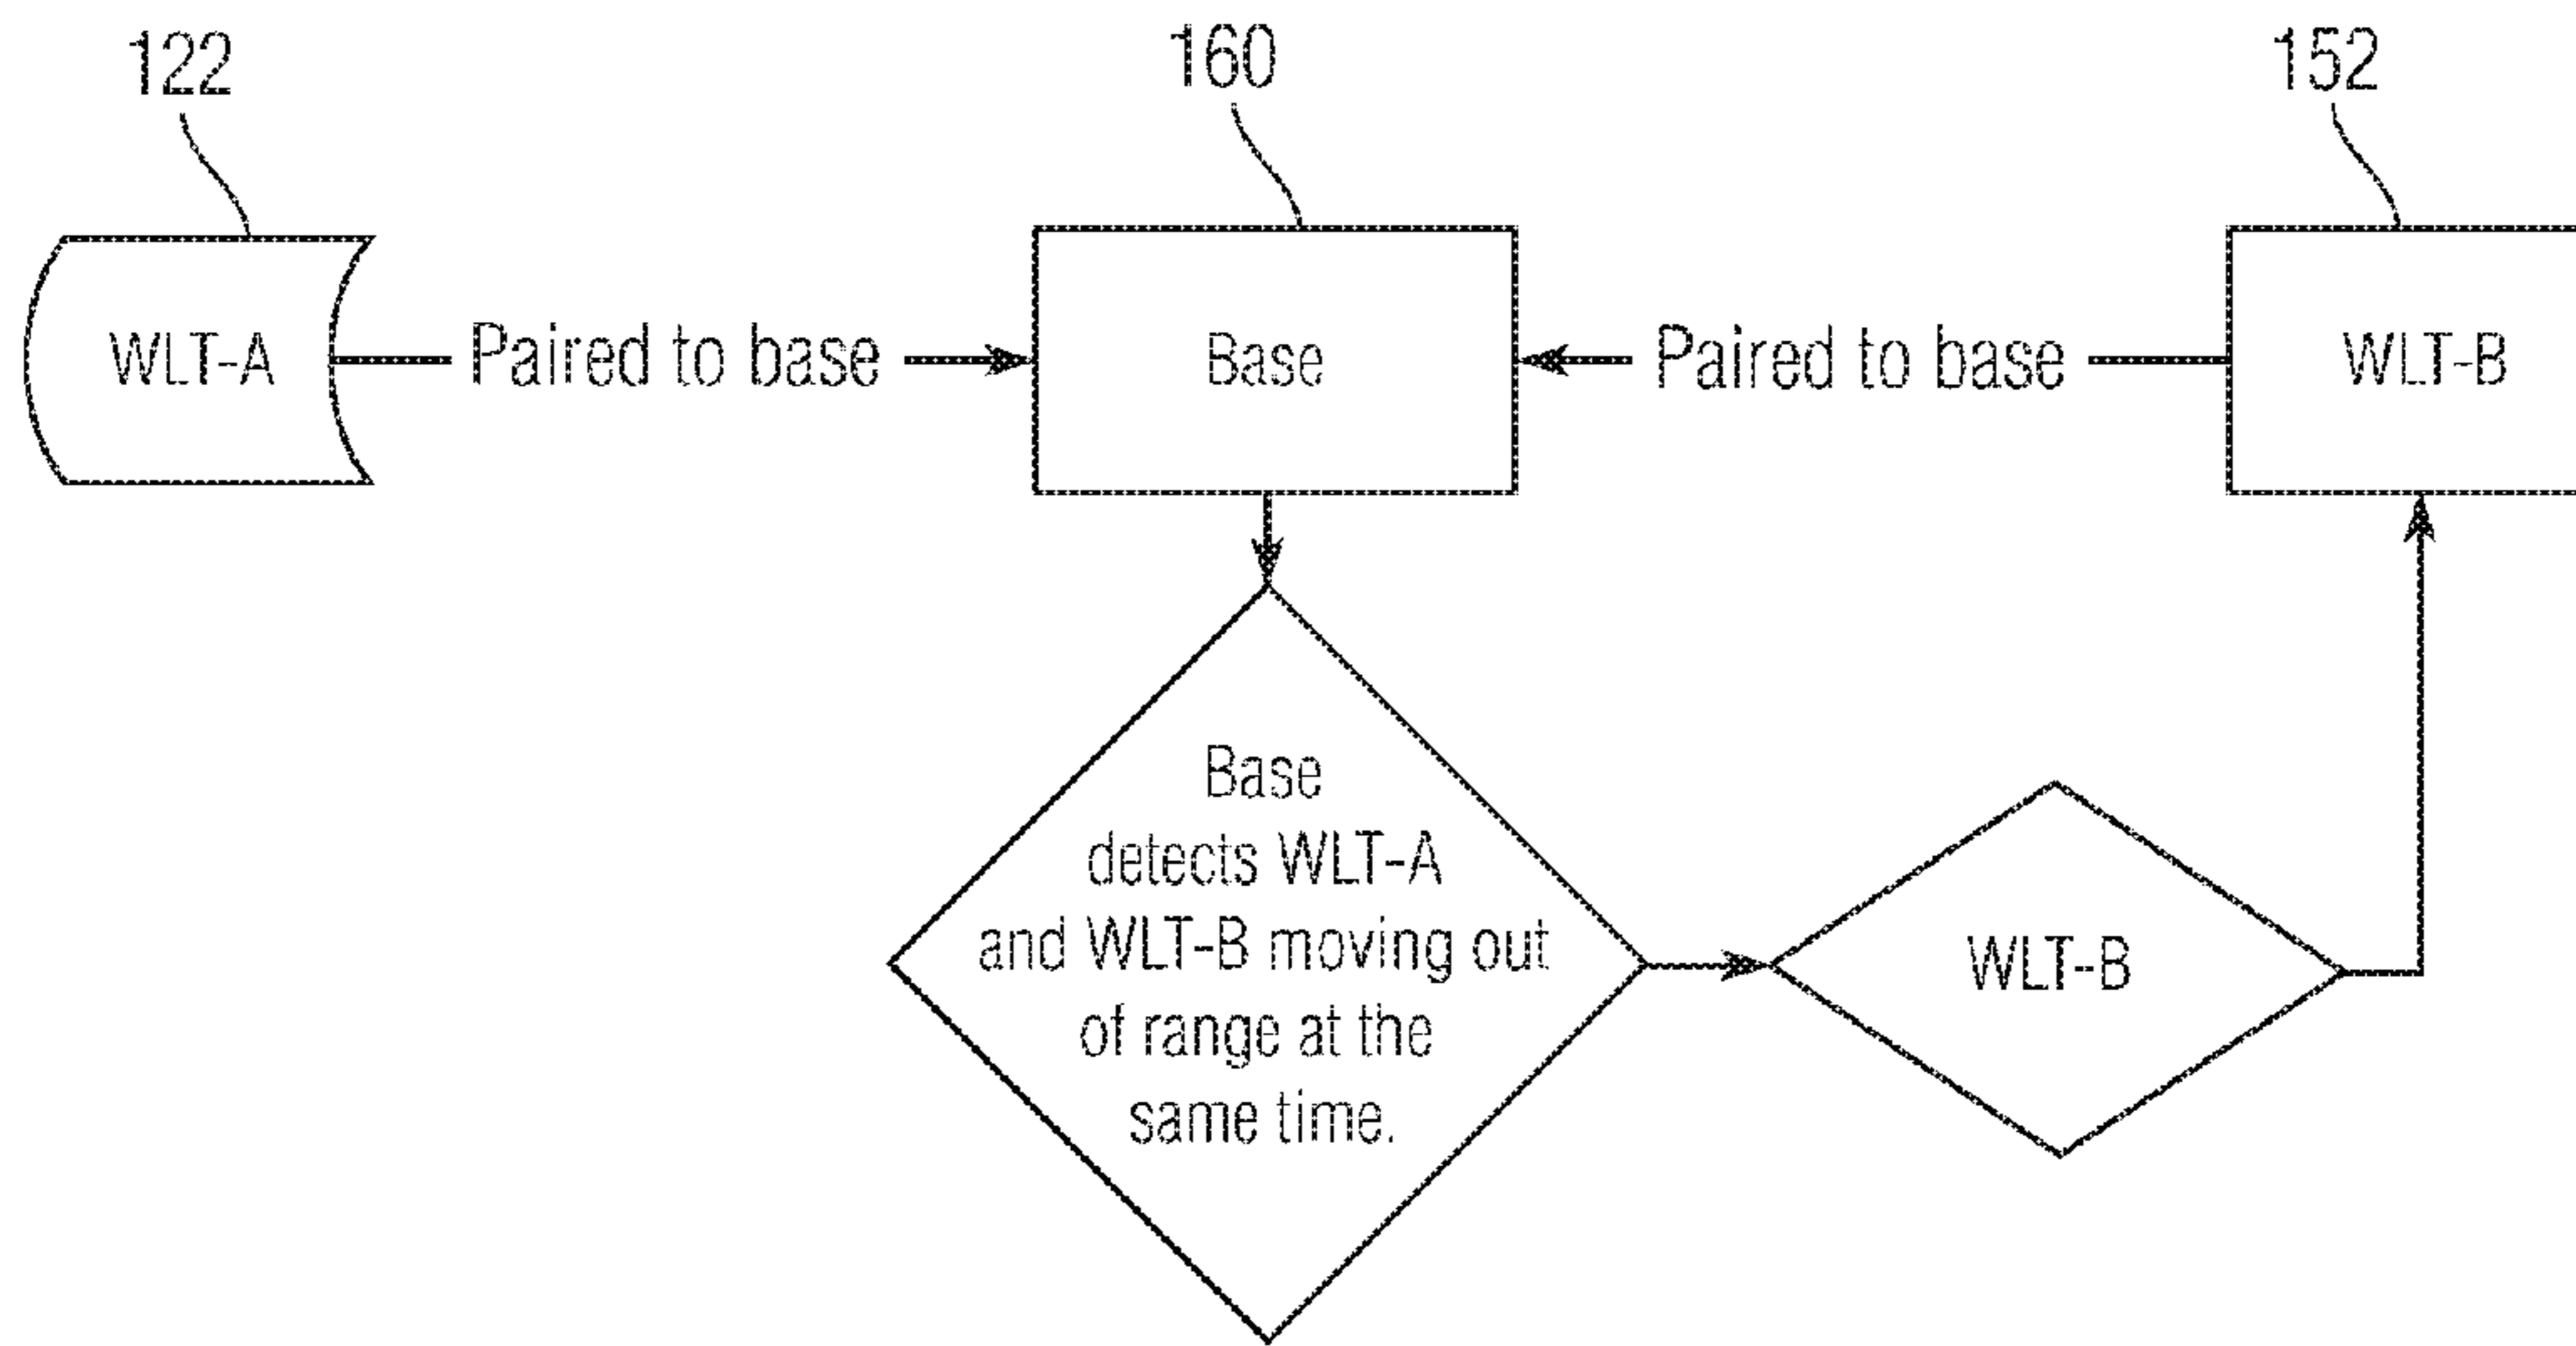 122
160
152
WLT-A
Paired to base
Base
Paired to base
WLT-B
Base
detects WLT-A
and WLT-B moving out
of range at the
same time.
WLT-B